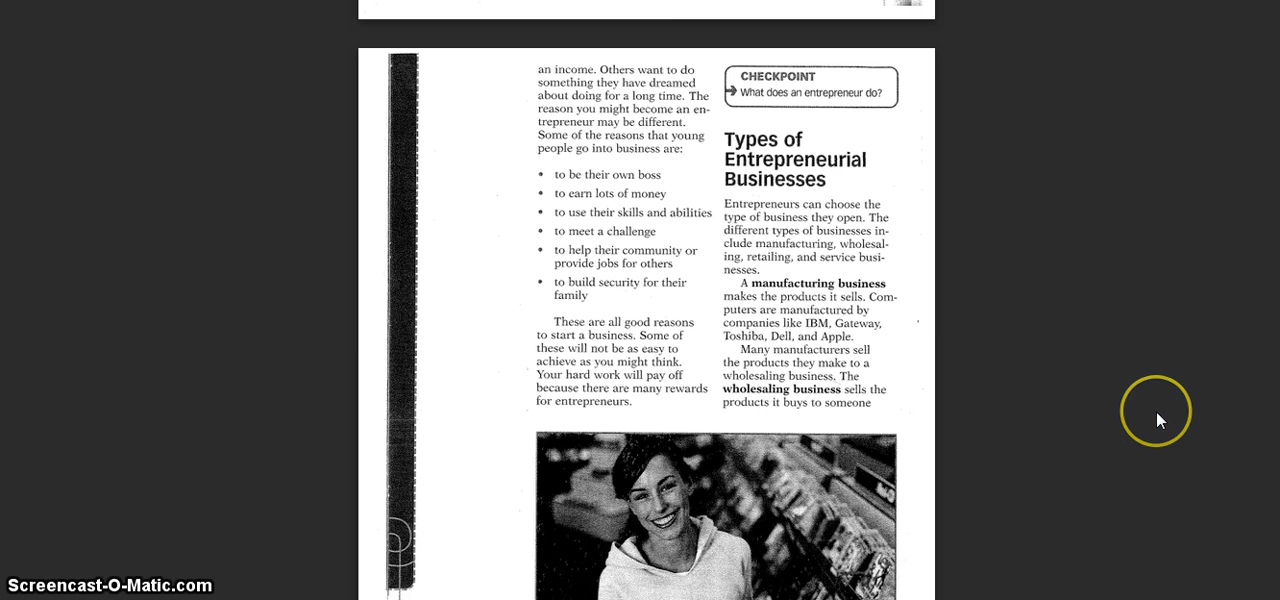 an income. Others want to do
something they have dreamed
about doing for a long time. The
reason you might become an en-
trepreneur may be different.
Some of the reasons that young
people go into business are:
• to be their own boss
• to earn lots of money
• to use their skills and abilities
• to meet a challenge
• to help their community or
provide jobs for others
• to build security for their
family
These are all good reasons
to start a business. Some of
these will not be as easy to
achieve as you might think.
Your hard work will pay off
because there are many rewards
for entrepreneurs.
CHECKPOINT
What does an entrepreneur do?
Types of
Entrepreneurial
Businesses
Entrepreneurs can choose the
type of business they open. The
different types of businesses in-
clude manufacturing, wholesal-
ing, retailing, and service busi-
nesses.
A manufacturing business
makes the products it sells. Com-
puters are manufactured by
companies like IBM, Gateway,
Toshiba, Dell, and Apple.
Many manufacturers sell
the products they make to a
wholesaling business. The
wholesaling business sells the
products it buys to someone
Screencast-O-Matic.com